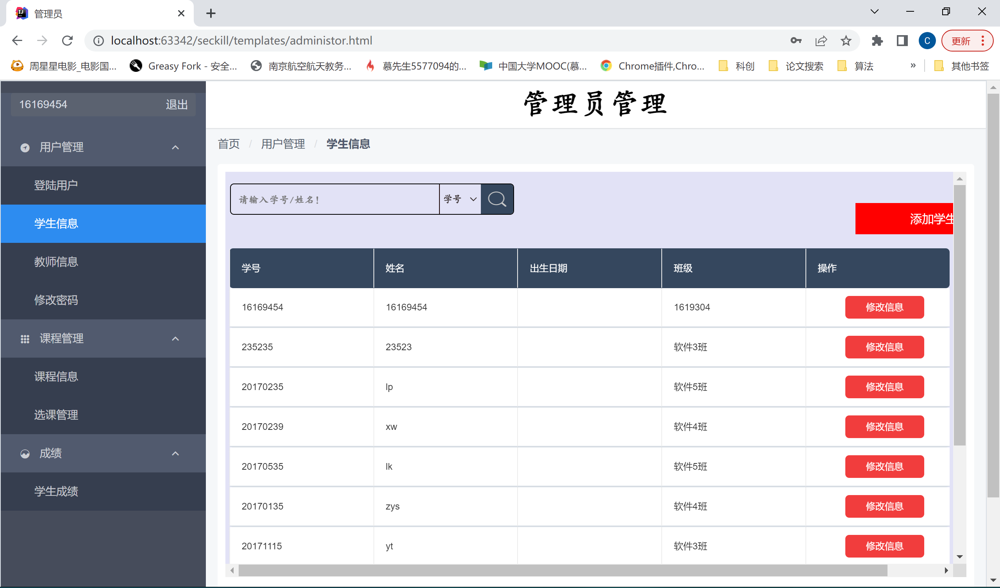 管理员
localhost:63342/seckill/templates/administor.html
更新
周星星电影_电影国...
Greasy Fork - 安全...
南京航空航天教务...
慕先生5577094的...
中国大学MOOC(慕...
Chrome插件,Chro...
科创
论文搜索
算法
»
其他书签
C
16169454 退出
管理员管理
用户管理
登陆用户
学生信息
教师信息
修改密码
课程管理
课程信息
选课管理
成绩
学生成绩
首页 / 用户管理 / 学生信息
请输入学号/姓名! 学号
添加学生
学号 姓名 出生日期 班级 操作
16169454 16169454 1619304 修改信息
235235 23523 软件3班 修改信息
20170235 lp 软件5班 修改信息
20170239 xw 软件4班 修改信息
20170535 lk 软件5班 修改信息
20170135 zys 软件4班 修改信息
20171115 yt 软件3班 修改信息